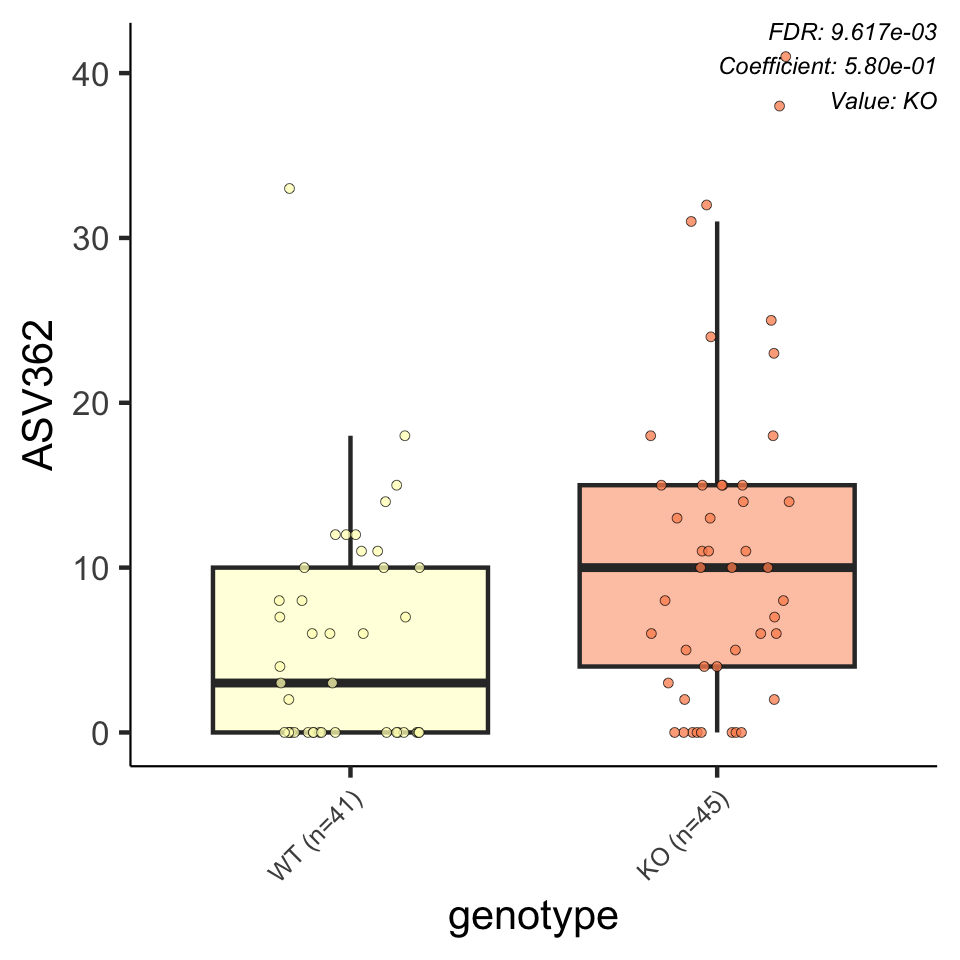 FDR: 9.617e-03
Coefficient: 5.80e-01
Value: KO
40
30
20
10
0
ASV362
WT (n=41)
KO (n=45)
genotype